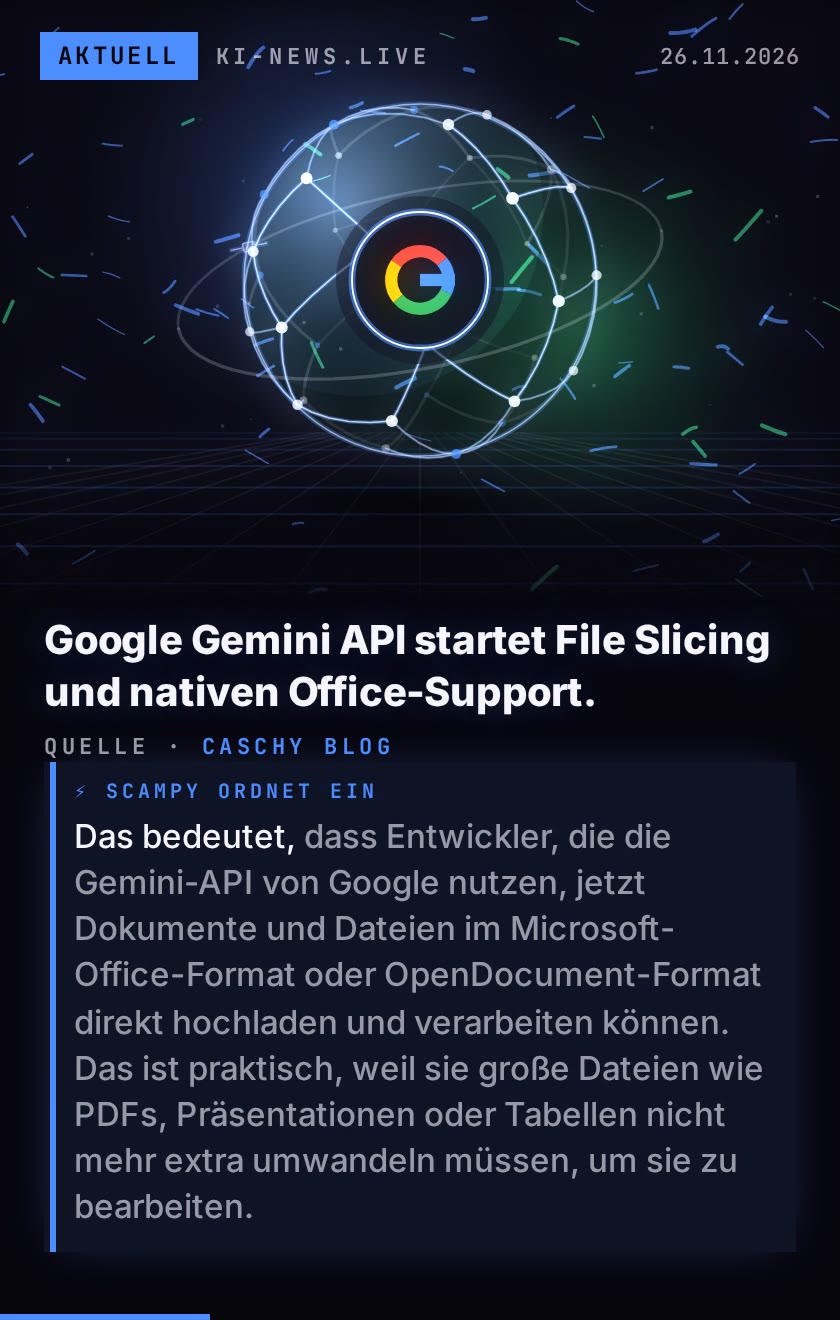 AKTUELL KI-NEWS.LIVE 26.11.2026
Google Gemini API startet File Slicing
und nativen Office-Support.
QUELLE · CASCHY BLOG
⚡ SCAMPY ORDNET EIN
Das bedeutet, dass Entwickler, die die
Gemini-API von Google nutzen, jetzt
Dokumente und Dateien im Microsoft-
Office-Format oder OpenDocument-Format
direkt hochladen und verarbeiten können.
Das ist praktisch, weil sie große Dateien wie
PDFs, Präsentationen oder Tabellen nicht
mehr extra umwandeln müssen, um sie zu
bearbeiten.